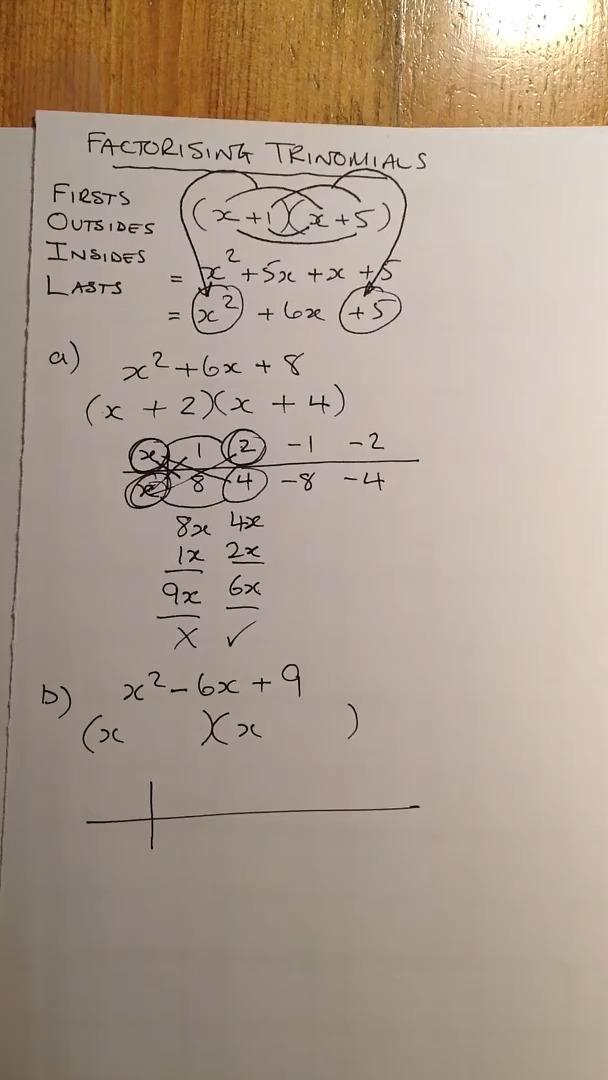 FACTORISING TRINOMIALS
FIRSTS
OUTSIDES
INSIDES
LASTS
(x + 1)(x + 5)
= x² + 5x + x + 5
= x² + 6x + 5
a) x² + 6x + 8
(x + 2)(x + 4)
x 1 2 -1 -2
x 8 4 -8 -4
8x 4x
1x 2x
9x 6x
X ✓
b) x² - 6x + 9
(x )(x )